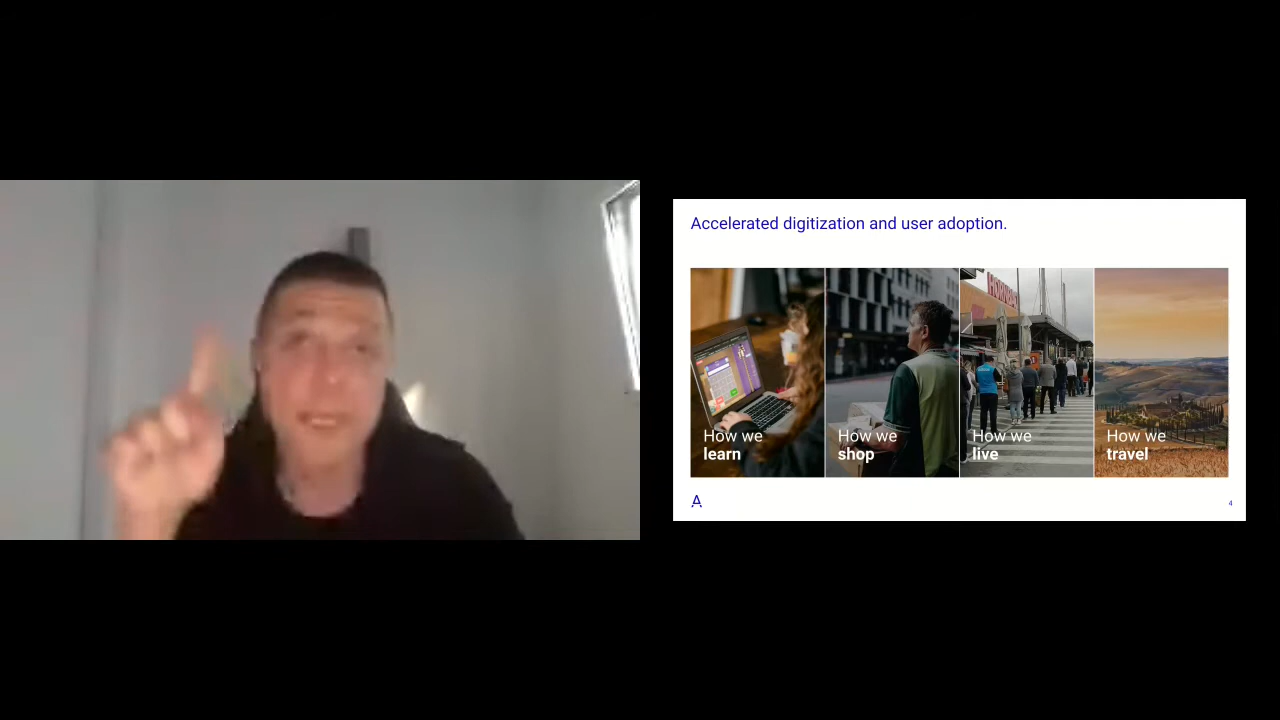 Accelerated digitization and user adoption.
How we
learn
How we
shop
How we
live
How we
travel
A
4